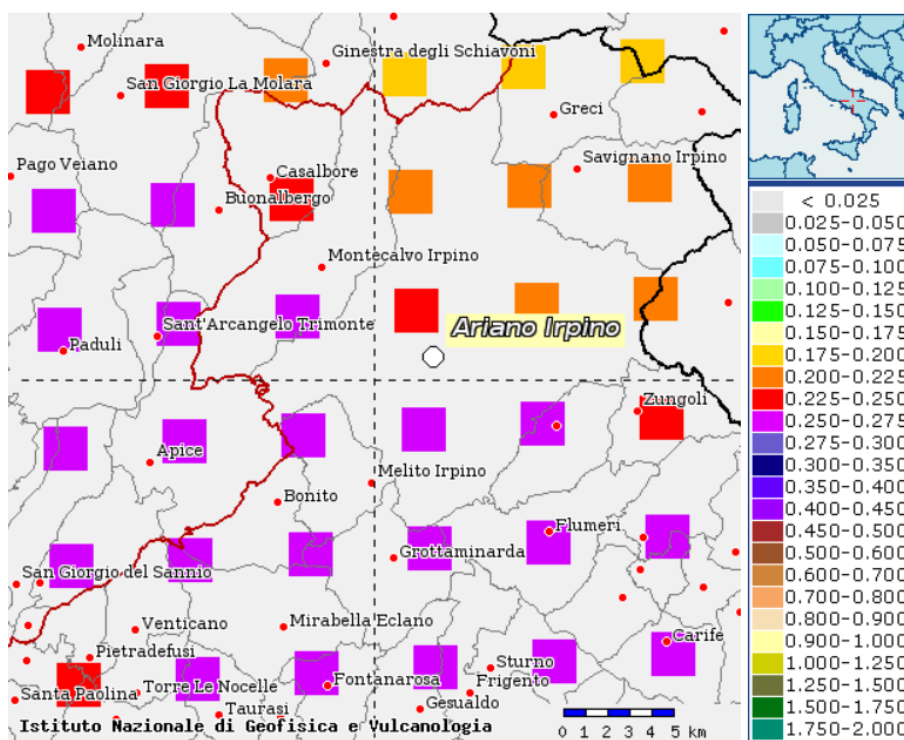 Molinara
Ginestra degli Schiavoni
San Giorgio La Molara
Greci
Pago Veiano
Casalbore
Savignano Irpino
Buonalbergo
Montecalvo Irpino
Sant'Arcangelo Trimonte
Ariano Irpino
Paduli
Zungoli
Apice
Melito Irpino
Bonito
Flumeri
Grottaminarda
San Giorgio del Sannio
Venticano
Mirabella Eclano
Carife
Pietradefusi
Sturno
Frigento
Santa Paolina
Torre Le Nocelle
Fontanarosa
Taurasi
Gesualdo
Istituto Nazionale di Geofisica e Vulcanologia
0 1 2 3 4 5 km
< 0.025
0.025-0.050
0.050-0.075
0.075-0.100
0.100-0.125
0.125-0.150
0.150-0.175
0.175-0.200
0.200-0.225
0.225-0.250
0.250-0.275
0.275-0.300
0.300-0.350
0.350-0.400
0.400-0.450
0.450-0.500
0.500-0.600
0.600-0.700
0.700-0.800
0.800-0.900
0.900-1.000
1.000-1.250
1.250-1.500
1.500-1.750
1.750-2.000